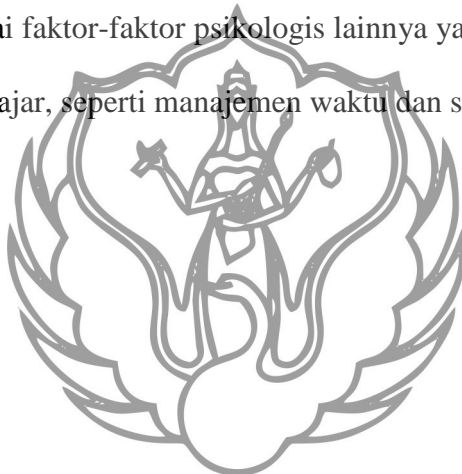 ai faktor-faktor psikologis lainnya ya
ajar, seperti manajemen waktu dan s